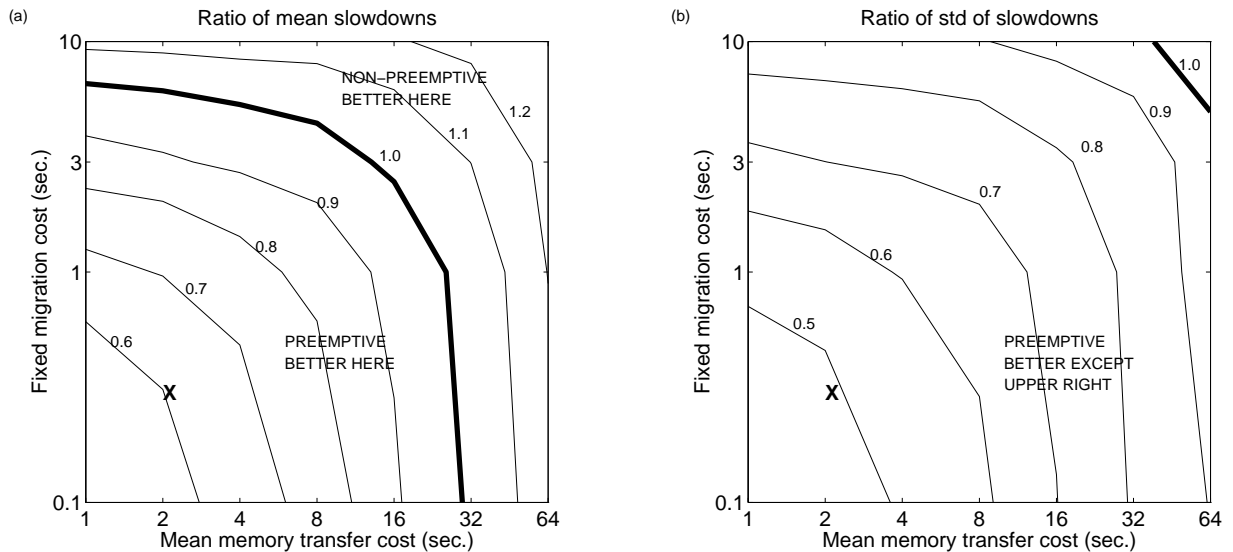 (a)
Ratio of mean slowdowns
10
3
1
0.1
Fixed migration cost (sec.)
NON−PREEMPTIVE
BETTER HERE
1.2
1.1
1.0
0.9
0.8
0.7
0.6
PREEMPTIVE
BETTER HERE
X
1 2 4 8 16 32 64
Mean memory transfer cost (sec.)
(b)
Ratio of std of slowdowns
10
3
1
0.1
Fixed migration cost (sec.)
1.0
0.9
0.8
0.7
0.6
0.5
PREEMPTIVE
BETTER EXCEPT
UPPER RIGHT
X
1 2 4 8 16 32 64
Mean memory transfer cost (sec.)